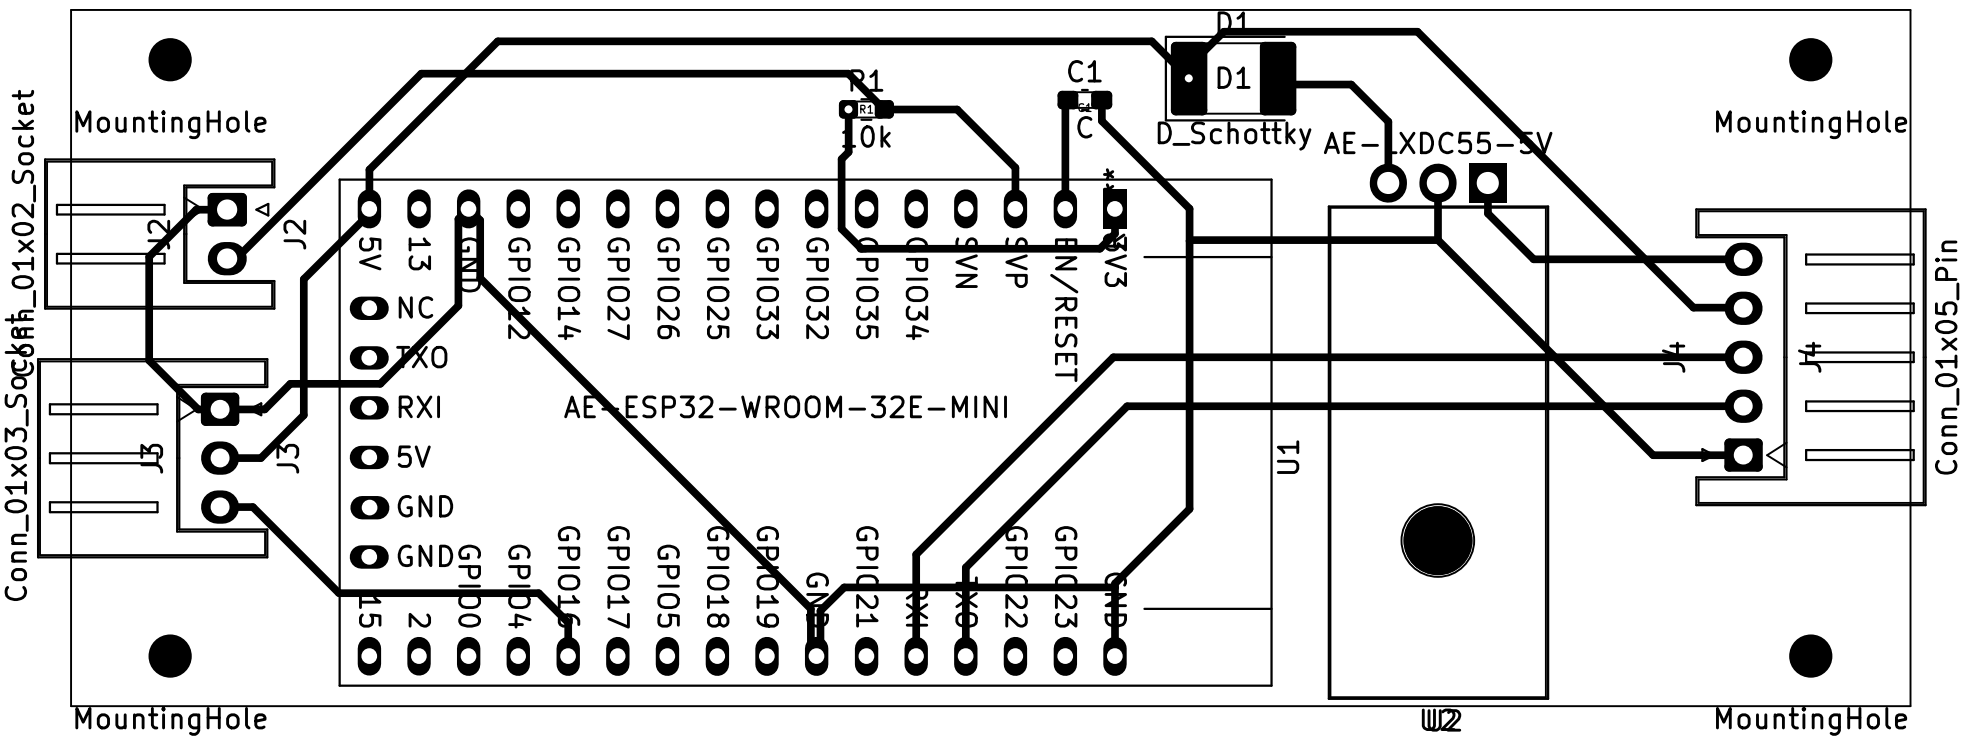 D1
R1
R1
10k
C1
C1
C
D1
D_Schottky
AE-LXDC55-5V
MountingHole
MountingHole
Conn_01x02_Socket
J2
J2
**
5V
13
GND
GPIO12
GPIO14
GPIO27
GPIO26
GPIO25
GPIO33
GPIO32
GPIO35
GPIO34
SVN
SVP
EN/RESET
3V3
NC
TXO
RXI
5V
GND
GND
AE-ESP32-WROOM-32E-MINI
U1
Conn_01x03_Socket
J3
J3
J4
J4
Conn_01x05_Pin
15
2
GPIO0
GPIO4
GPIO16
GPIO17
GPIO5
GPIO18
GPIO19
GND
GPIO21
RXI
TXO
GPIO22
GPIO23
GND
MountingHole
U2
MountingHole